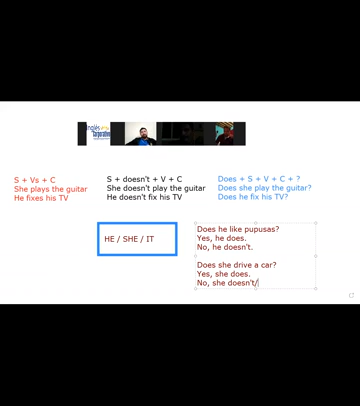 Inglés
Corporativo
S + Vs + C
She plays the guitar
He fixes his TV
S + doesn't + V + C
She doesn't play the guitar
He doesn't fix his TV
Does + S + V + C + ?
Does she play the guitar?
Does he fix his TV?
HE / SHE / IT
Does he like pupusas?
Yes, he does.
No, he doesn't.
Does she drive a car?
Yes, she does.
No, she doesn't/